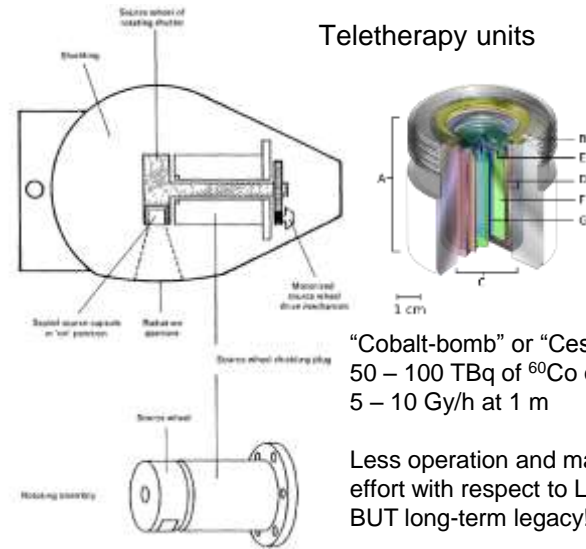 Teletherapy units
Source wheel of
rotating shutter
Shielding
Sealed source capsule
in 'on' position
Radiation
aperture
Motorized
source wheel
drive mechanism
Source wheel shielding plug
Source wheel
Rotating assembly
A
B
E
D
F
G
C
1 cm
“Cobalt-bomb” or “Ces
50 – 100 TBq of ⁶⁰Co
5 – 10 Gy/h at 1 m
Less operation and ma
effort with respect to L
BUT long-term legacy!